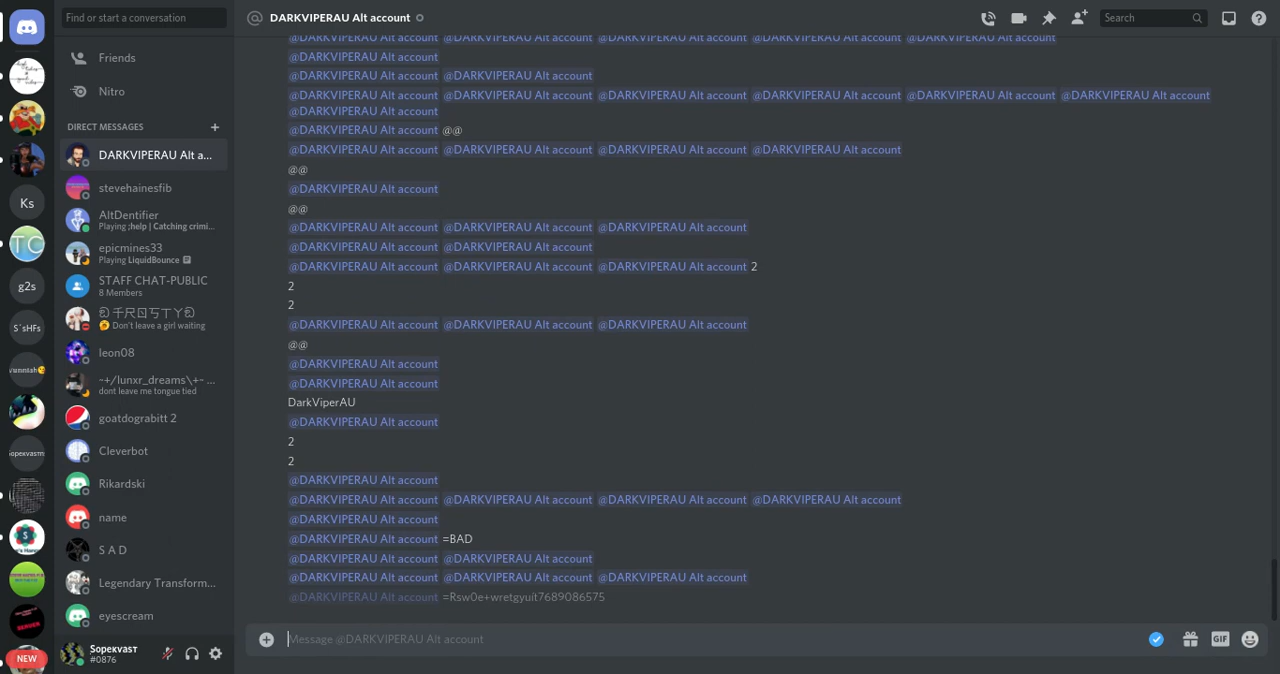 Find or start a conversation
@ DARKVIPERAU Alt account
Search
Friends
Nitro
DIRECT MESSAGES +
DARKVIPERAU Alt a...
stevehainesfib
AltDentifier
Playing ;help | Catching crimi...
epicmines33
Playing LiquidBounce
STAFF CHAT-PUBLIC
8 Members
Don't leave a girl waiting
leon08
-+/lunxr_dreams\+- ...
dont leave me tongue tied
goatdograbitt 2
Cleverbot
Rikardski
name
S A D
Legendary Transform...
eyescream
Sopekvast
#0876
Ks
TC
g2s
S'sHFs
NEW
@DARKVIPERAU Alt account @DARKVIPERAU Alt account @DARKVIPERAU Alt account @DARKVIPERAU Alt account @DARKVIPERAU Alt account
@DARKVIPERAU Alt account
@DARKVIPERAU Alt account @DARKVIPERAU Alt account
@DARKVIPERAU Alt account @DARKVIPERAU Alt account @DARKVIPERAU Alt account @DARKVIPERAU Alt account @DARKVIPERAU Alt account @DARKVIPERAU Alt account
@DARKVIPERAU Alt account
@DARKVIPERAU Alt account @@
@DARKVIPERAU Alt account @DARKVIPERAU Alt account @DARKVIPERAU Alt account @DARKVIPERAU Alt account
@@
@DARKVIPERAU Alt account
@@
@DARKVIPERAU Alt account @DARKVIPERAU Alt account @DARKVIPERAU Alt account
@DARKVIPERAU Alt account @DARKVIPERAU Alt account
@DARKVIPERAU Alt account @DARKVIPERAU Alt account @DARKVIPERAU Alt account 2
2
2
@DARKVIPERAU Alt account @DARKVIPERAU Alt account @DARKVIPERAU Alt account
@@
@DARKVIPERAU Alt account
@DARKVIPERAU Alt account
DarkViperAU
@DARKVIPERAU Alt account
2
2
@DARKVIPERAU Alt account
@DARKVIPERAU Alt account @DARKVIPERAU Alt account @DARKVIPERAU Alt account @DARKVIPERAU Alt account
@DARKVIPERAU Alt account
@DARKVIPERAU Alt account =BAD
@DARKVIPERAU Alt account @DARKVIPERAU Alt account
@DARKVIPERAU Alt account @DARKVIPERAU Alt account @DARKVIPERAU Alt account
@DARKVIPERAU Alt account =Rsw0e+wretgyuit7689086575
Message @DARKVIPERAU Alt account
GIF